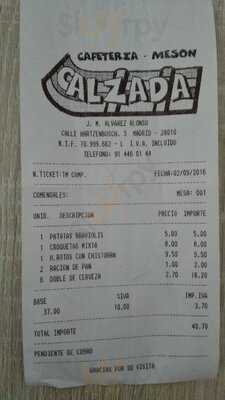 CAFETERIA - MESON
CALZADA
J. M. ALVAREZ ALONSO
CALLE HARTZENBUSCH, 3 MADRID - 28010
N.I.F. 70.999.662 - L I.V.A. INCLUIDO
TELEFONO: 91 446 01 44
N.TICKET:TM COMP. FECHA:02/05/2016
COMENSALES: MESA: 001
UNID. DESCRIPCION PRECIO IMPORTE
1 PATATAS BRAVIOLIS 5,00 5.00
1 CROQUETAS MIXTA 8,00 8.00
1 H.ROTOS CON CHISTORRA 9,50 9.50
2 RACION DE PAN 1,00 2.00
6 DOBLE DE CERVEZA 2,70 16.20
BASE %IVA IMP.IVA
37.00 10.00 3.70
TOTAL IMPORTE 40.70
PENDIENTE DE COBRO
GRACIAS POR SU VISITA